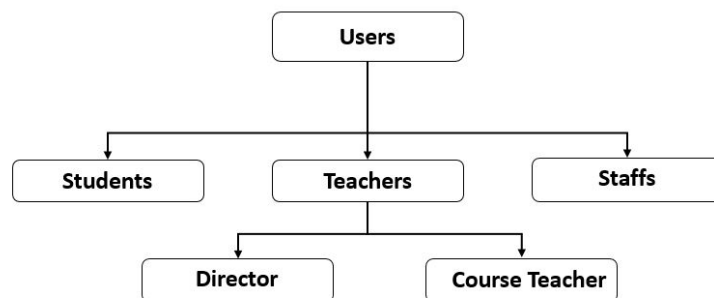 Users
Students
Teachers
Staffs
Director
Course Teacher